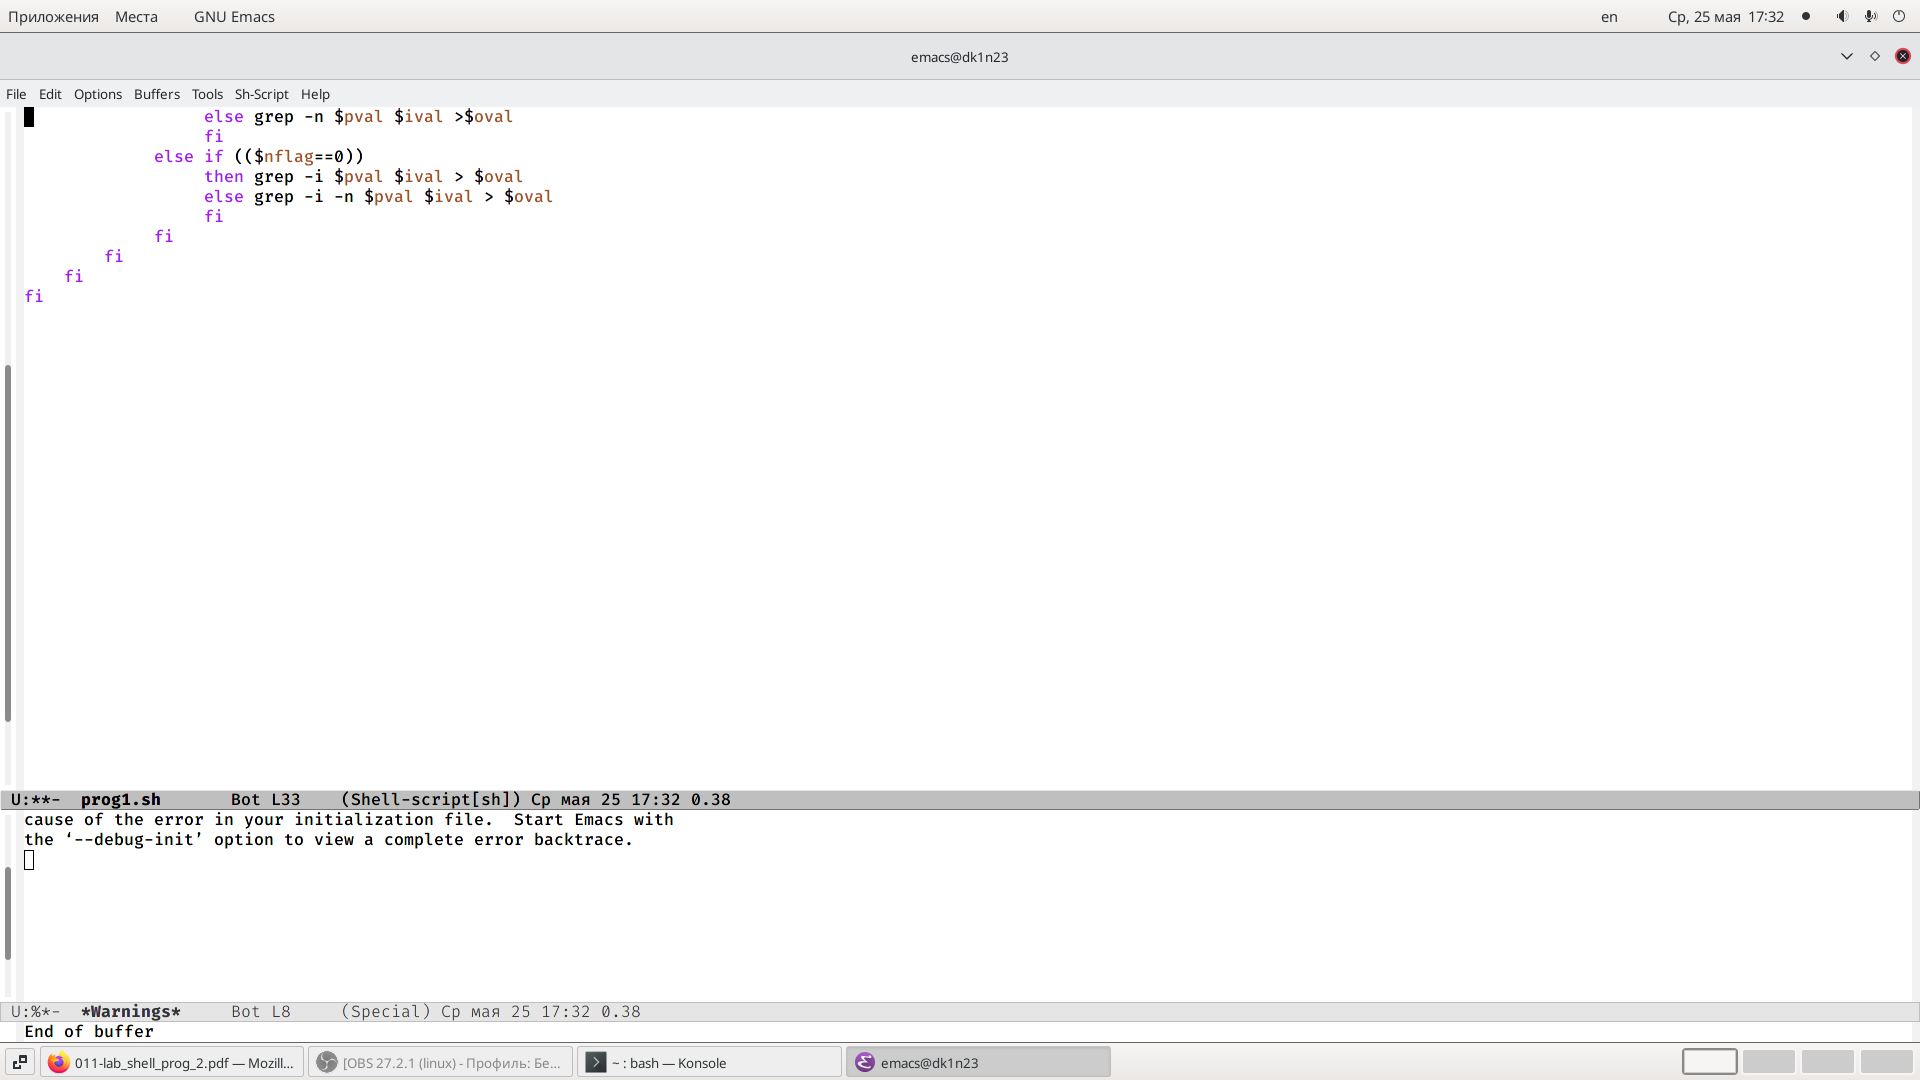 Приложения Места GNU Emacs en Ср, 25 мая 17:32
emacs@dk1n23
File Edit Options Buffers Tools Sh-Script Help
else grep -n $pval $ival >$oval
fi
else if (($nflag==0))
then grep -i $pval $ival > $oval
else grep -i -n $pval $ival > $oval
fi
fi
fi
fi
fi
U:**- prog1.sh Bot L33 (Shell-script[sh]) Ср мая 25 17:32 0.38
cause of the error in your initialization file. Start Emacs with
the ‘--debug-init’ option to view a complete error backtrace.
U:%*- *Warnings* Bot L8 (Special) Ср мая 25 17:32 0.38
End of buffer
011-lab_shell_prog_2.pdf — Mozill... [OBS 27.2.1 (linux) - Профиль: Бе... ~ : bash — Konsole emacs@dk1n23